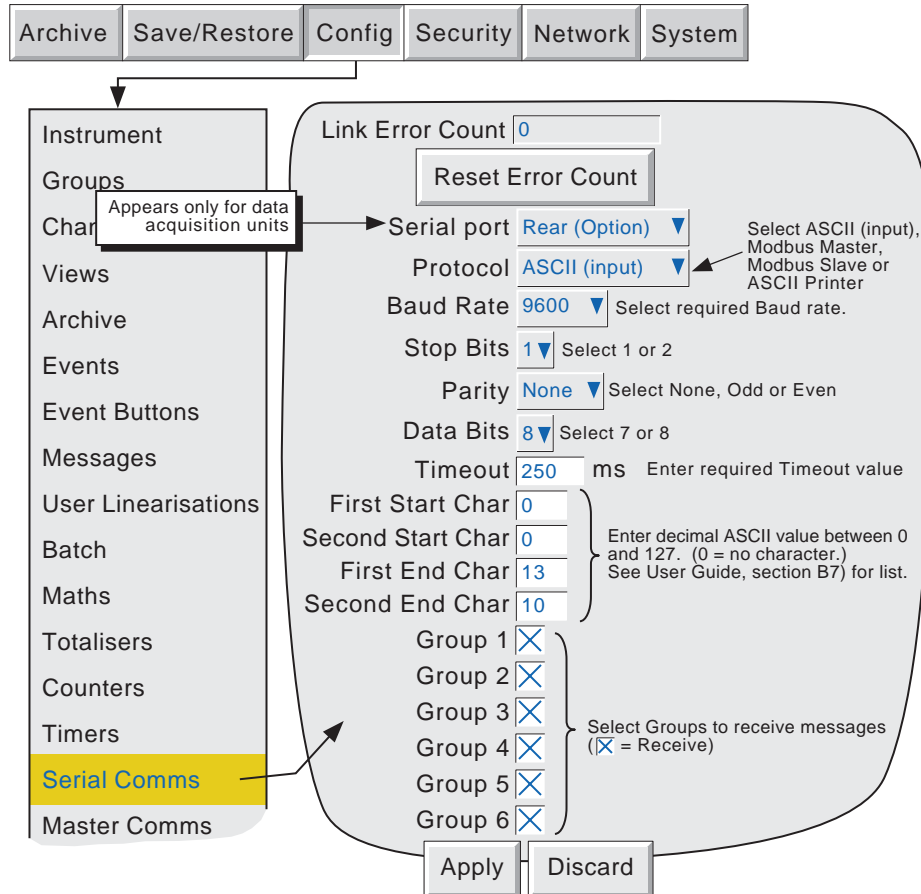 Archive Save/Restore Config Security Network System
Instrument
Groups
Char
Appears only for data
acquisition units
Views
Archive
Events
Event Buttons
Messages
User Linearisations
Batch
Maths
Totalisers
Counters
Timers
Serial Comms
Master Comms
Link Error Count 0
Reset Error Count
Serial port Rear (Option)
Protocol ASCII (input)
Select ASCII (input),
Modbus Master,
Modbus Slave or
ASCII Printer
Baud Rate 9600 Select required Baud rate.
Stop Bits 1 Select 1 or 2
Parity None Select None, Odd or Even
Data Bits 8 Select 7 or 8
Timeout 250 ms Enter required Timeout value
First Start Char 0
Second Start Char 0
First End Char 13
Second End Char 10
Enter decimal ASCII value between 0
and 127. (0 = no character.)
See User Guide, section B7) for list.
Group 1
Group 2
Group 3
Group 4
Group 5
Group 6
Select Groups to receive messages
(☒ = Receive)
Apply Discard